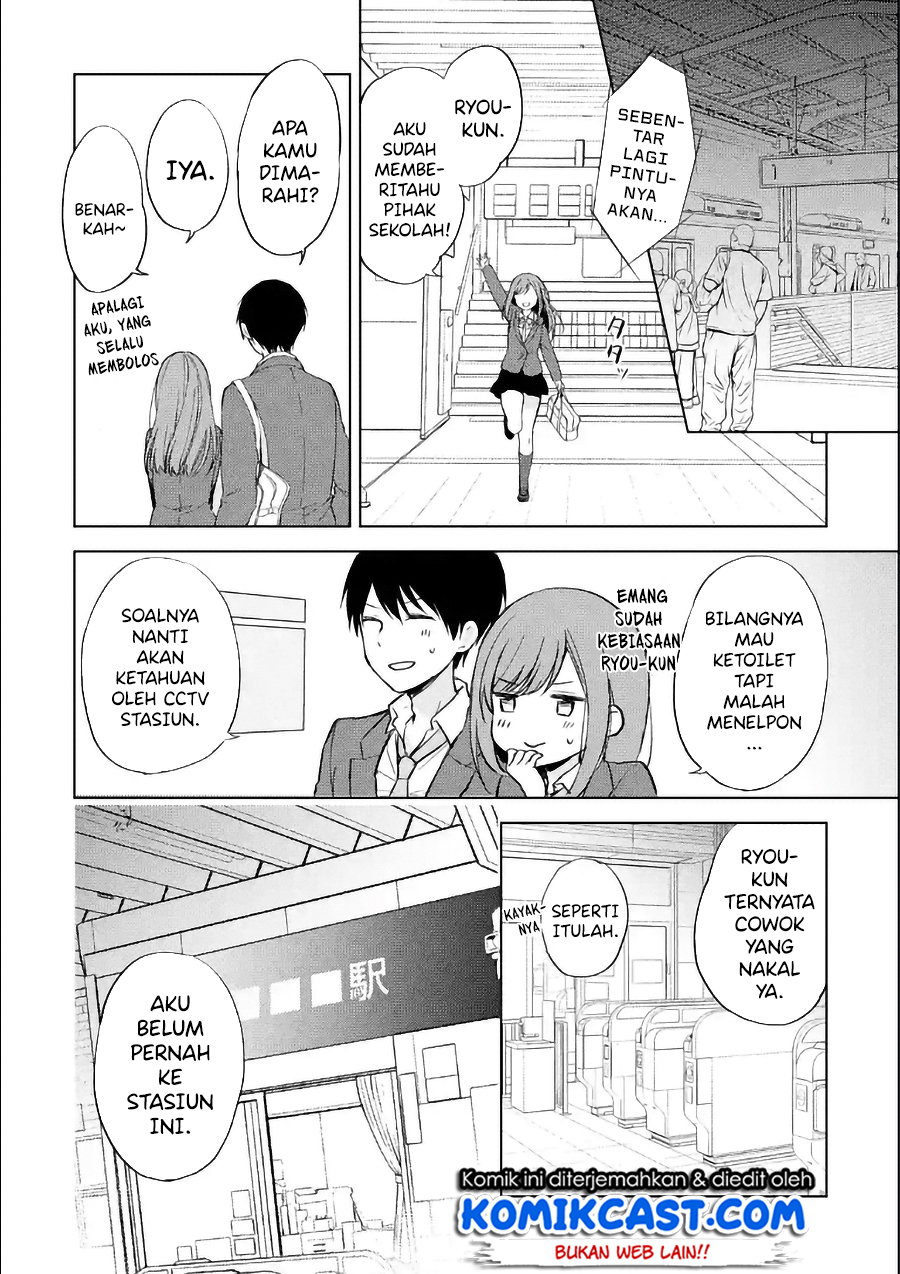 SEBEN-
TAR
LAGI
PINTU-
NYA
AKAN...
RYOU-
KUN.
AKU
SUDAH
MEMBE-
RITAHU
PIHAK
SEKOLAH!
タタッ
APA
KAMU
DIMA-
RAHI?
IYA.
BENAR-
KAH~
APALAGI
AKU, YANG
SELALU
MEMBOLOS
BILANGNYA
MAU
KETOILET
TAPI
MALAH
MENELPON
...
EMANG
SUDAH
KEBIASAAN
RYOU-KUN
SOALNYA
NANTI
AKAN
KETAHUAN
OLEH CCTV
STASIUN.
RYOU-
KUN
TERNYATA
COWOK
YANG
NAKAL
YA.
SEPERTI
ITULAH.
KAYAK-
NYA
駅
AKU
BELUM
PERNAH
KE
STASIUN
INI.
Komik ini diterjemahkan & diedit oleh
KOMIKCAST.COM
BUKAN WEB LAIN!!